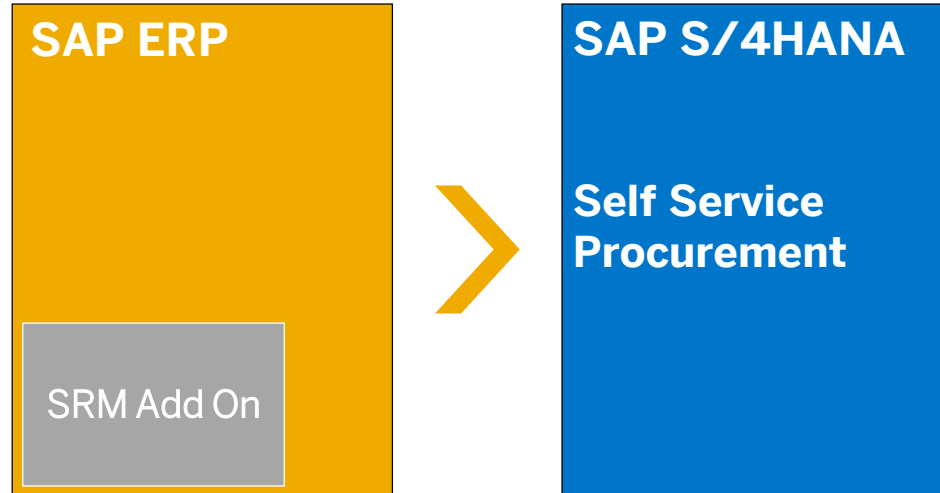 SAP ERP
SRM Add On
SAP S/4HANA
Self Service
Procurement